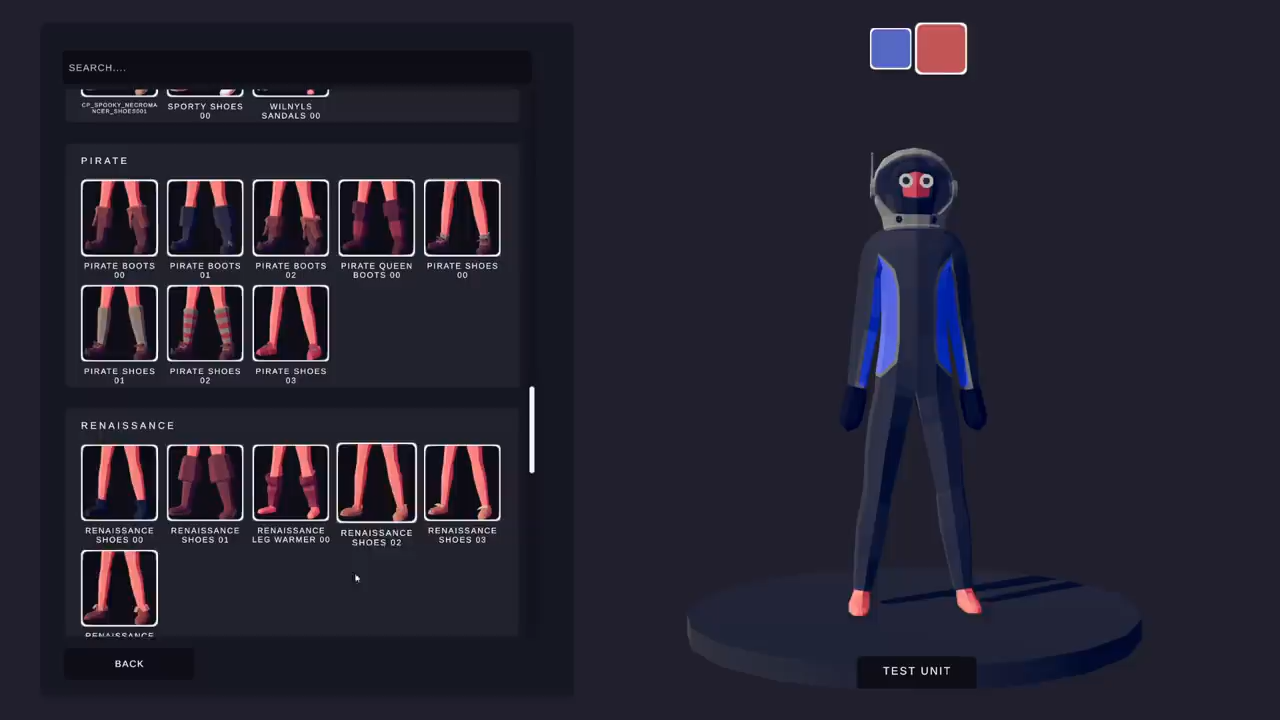 SEARCH....
CP_SPOOKY_NECROMA
NCER_SHOES001
SPORTY SHOES
00
WILNYLS
SANDALS 00
PIRATE
PIRATE BOOTS
00
PIRATE BOOTS
01
PIRATE BOOTS
02
PIRATE QUEEN
BOOTS 00
PIRATE SHOES
00
PIRATE SHOES
01
PIRATE SHOES
02
PIRATE SHOES
03
RENAISSANCE
RENAISSANCE
SHOES 00
RENAISSANCE
SHOES 01
RENAISSANCE
LEG WARMER 00
RENAISSANCE
SHOES 02
RENAISSANCE
SHOES 03
RENAISSANCE
BACK
TEST UNIT